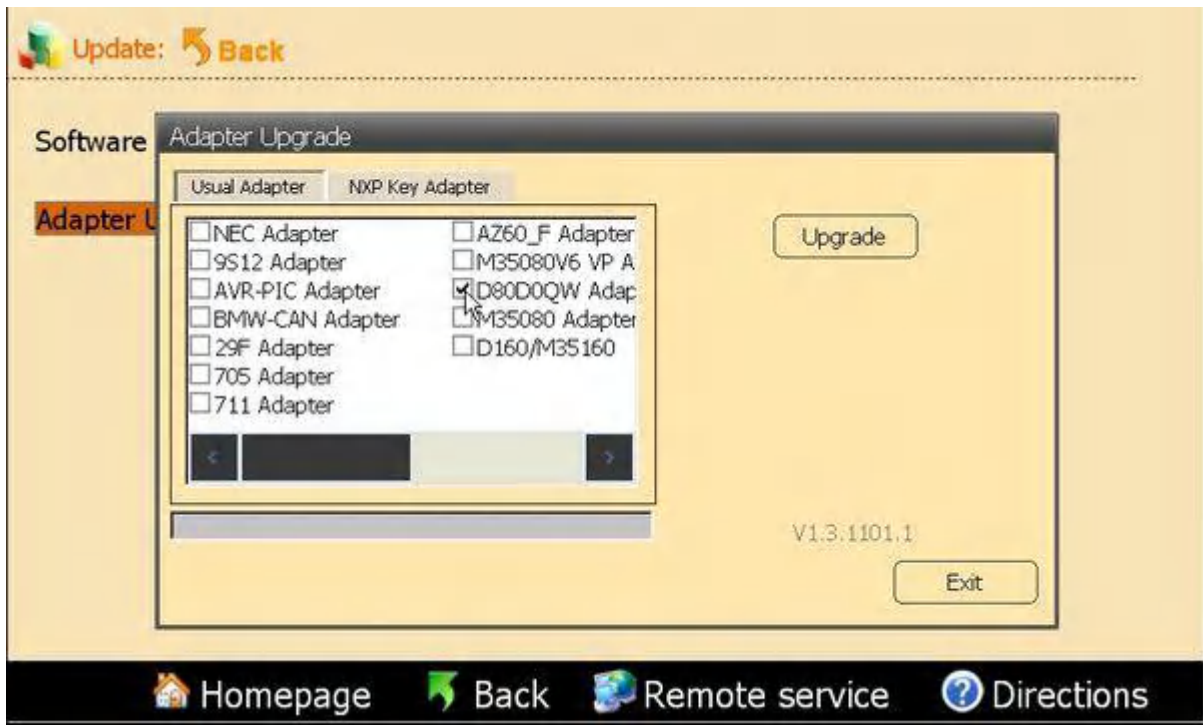 Update: Back
Software
Adapter Upgrade
Usual Adapter NXP Key Adapter
Adapter U
NEC Adapter AZ60_F Adapter
Upgrade
9S12 Adapter M35080V6 VP A
AVR-PIC Adapter D80D0QW Adap
BMW-CAN Adapter M35080 Adapter
29F Adapter D160/M35160
705 Adapter
711 Adapter
V1.3.1101.1
Exit
Homepage Back Remote service Directions